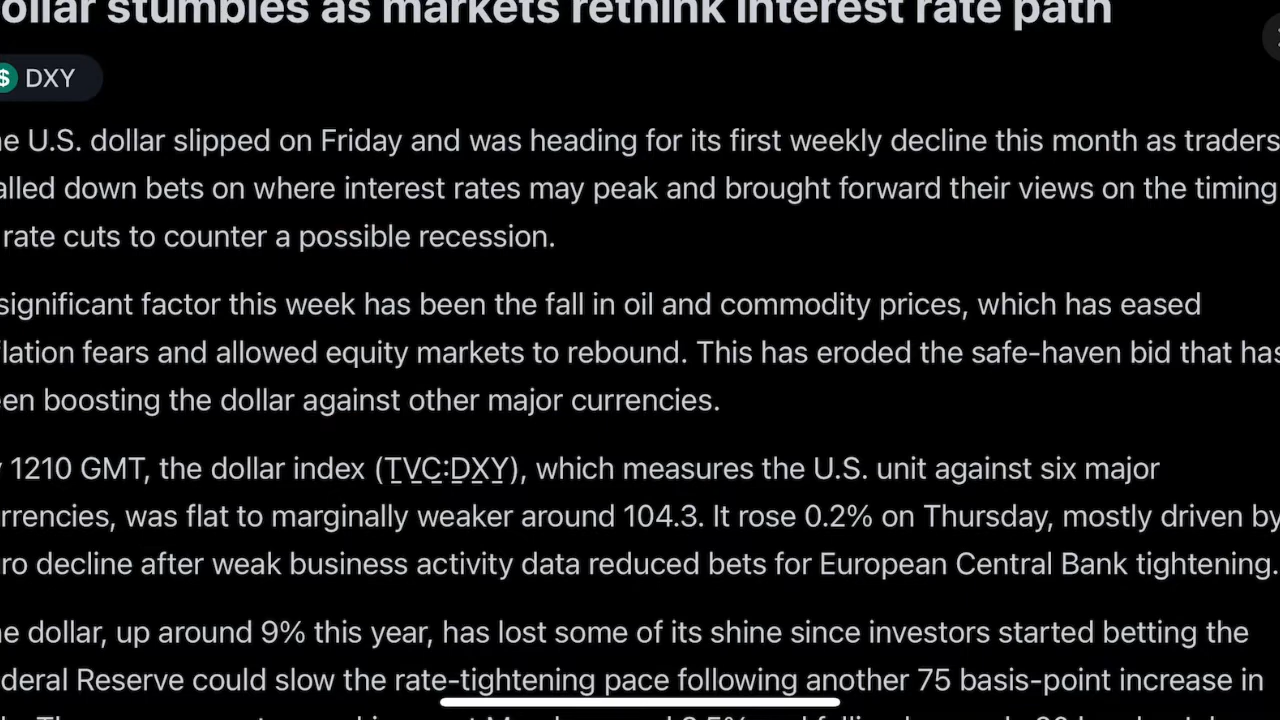 ollar stumbles as markets rethink interest rate path
$ DXY
e U.S. dollar slipped on Friday and was heading for its first weekly decline this month as traders
alled down bets on where interest rates may peak and brought forward their views on the timing
rate cuts to counter a possible recession.
significant factor this week has been the fall in oil and commodity prices, which has eased
flation fears and allowed equity markets to rebound. This has eroded the safe-haven bid that has
en boosting the dollar against other major currencies.
y 1210 GMT, the dollar index (TVC:DXY), which measures the U.S. unit against six major
rrencies, was flat to marginally weaker around 104.3. It rose 0.2% on Thursday, mostly driven by
ro decline after weak business activity data reduced bets for European Central Bank tightening.
e dollar, up around 9% this year, has lost some of its shine since investors started betting the
deral Reserve could slow the rate-tightening pace following another 75 basis-point increase in